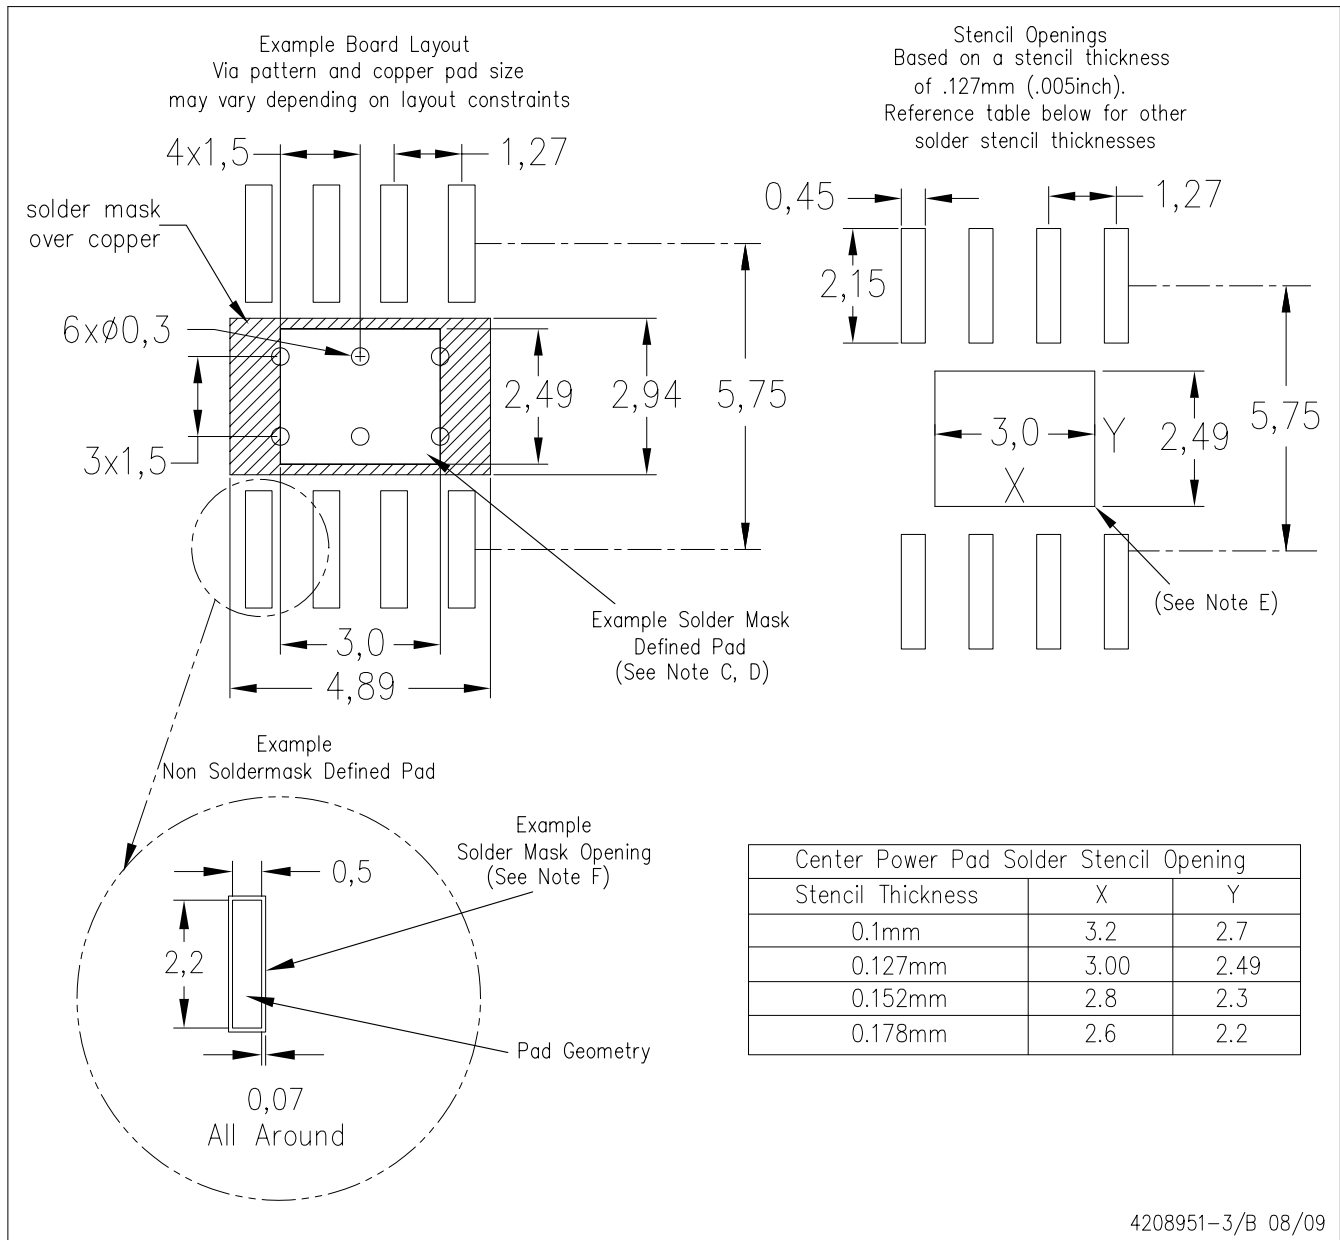 Example Board Layout
Via pattern and copper pad size
may vary depending on layout constraints
4x1,5
1,27
solder mask
over copper
6xø0,3
3x1,5
2,49
2,94
5,75
3,0
4,89
Example Solder Mask
Defined Pad
(See Note C, D)
Stencil Openings
Based on a stencil thickness
of .127mm (.005inch).
Reference table below for other
solder stencil thicknesses
0,45
1,27
2,15
3,0
X
Y
2,49
5,75
(See Note E)
Example
Non Soldermask Defined Pad
Example
Solder Mask Opening
(See Note F)
0,5
2,2
Pad Geometry
0,07
All Around
Center Power Pad Solder Stencil Opening
Stencil Thickness X Y
0.1mm 3.2 2.7
0.127mm 3.00 2.49
0.152mm 2.8 2.3
0.178mm 2.6 2.2
4208951-3/B 08/09